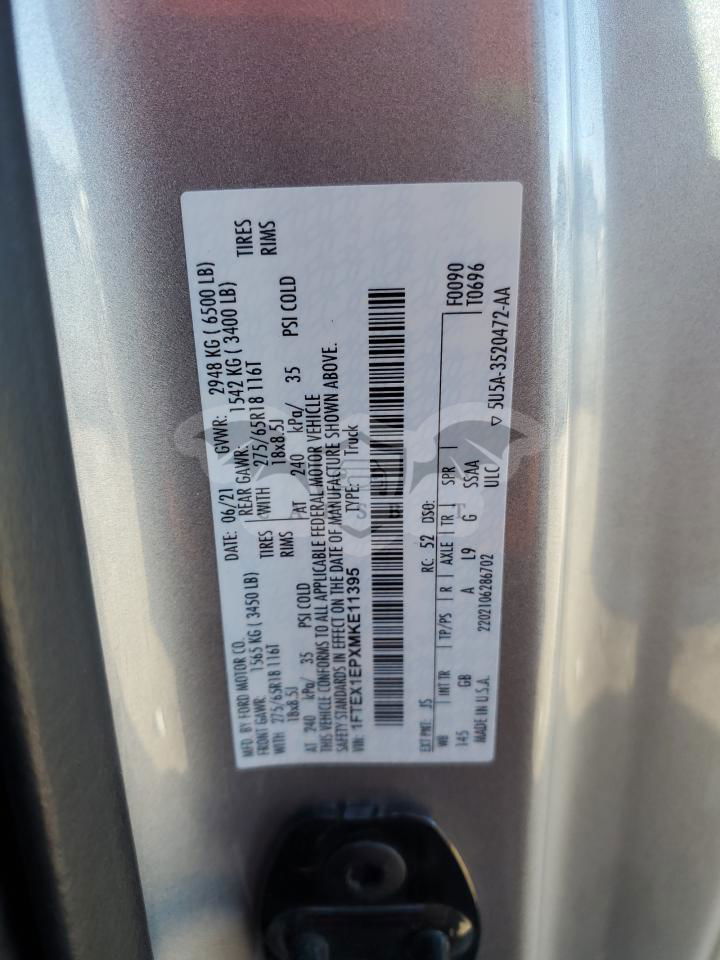 MFD. BY FORD MOTOR CO. DATE: 06/21 GVWR: 2948 KG ( 6500 LB)
FRONT GAWR: 1565 KG ( 3450 LB) REAR GAWR: 1542 KG ( 3400 LB)
WITH 275/65R18 116T TIRES WITH 275/65R18 116T TIRES
18x8.5J RIMS 18x8.5J RIMS
AT 240 kPa/ 35 PSI COLD AT 240 kPa/ 35 PSI COLD
THIS VEHICLE CONFORMS TO ALL APPLICABLE FEDERAL MOTOR VEHICLE
SAFETY STANDARDS IN EFFECT ON THE DATE OF MANUFACTURE SHOWN ABOVE.
VIN: 1FTEX1EPXMKE11395 TYPE: Truck
EXT PNT: JS RC: 52 DSO: F0090
WB INT TR TP/PS R AXLE TR SPR T0696
145 GB A L9 G SSAA
MADE IN U.S.A. 2202106286702 ULC
▽ 5U5A-3520472-AA